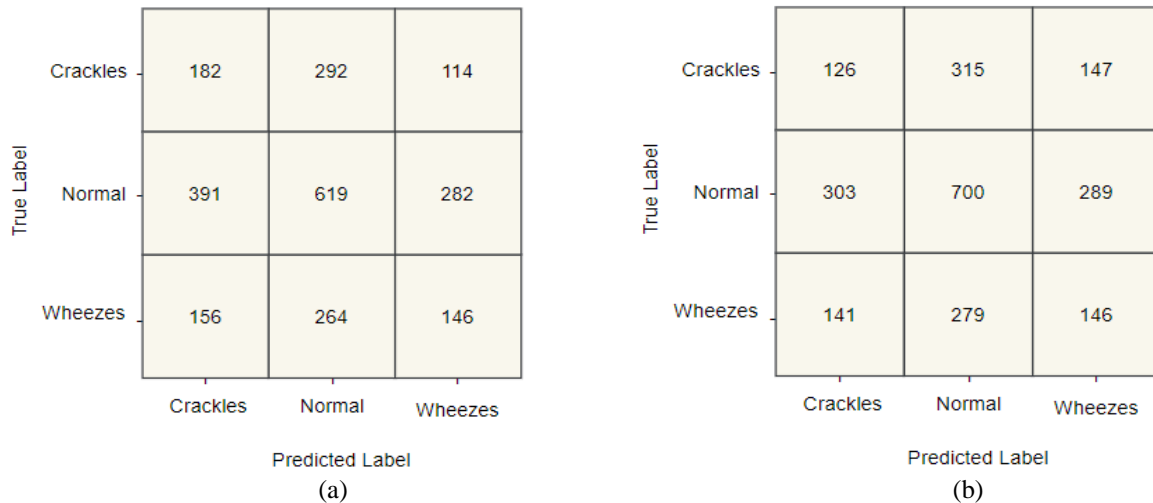 Crackles 182 292 114
Normal 391 619 282
Wheezes 156 264 146
True Label
Crackles Normal Wheezes
Predicted Label
(a)
Crackles 126 315 147
Normal 303 700 289
Wheezes 141 279 146
True Label
Crackles Normal Wheezes
Predicted Label
(b)